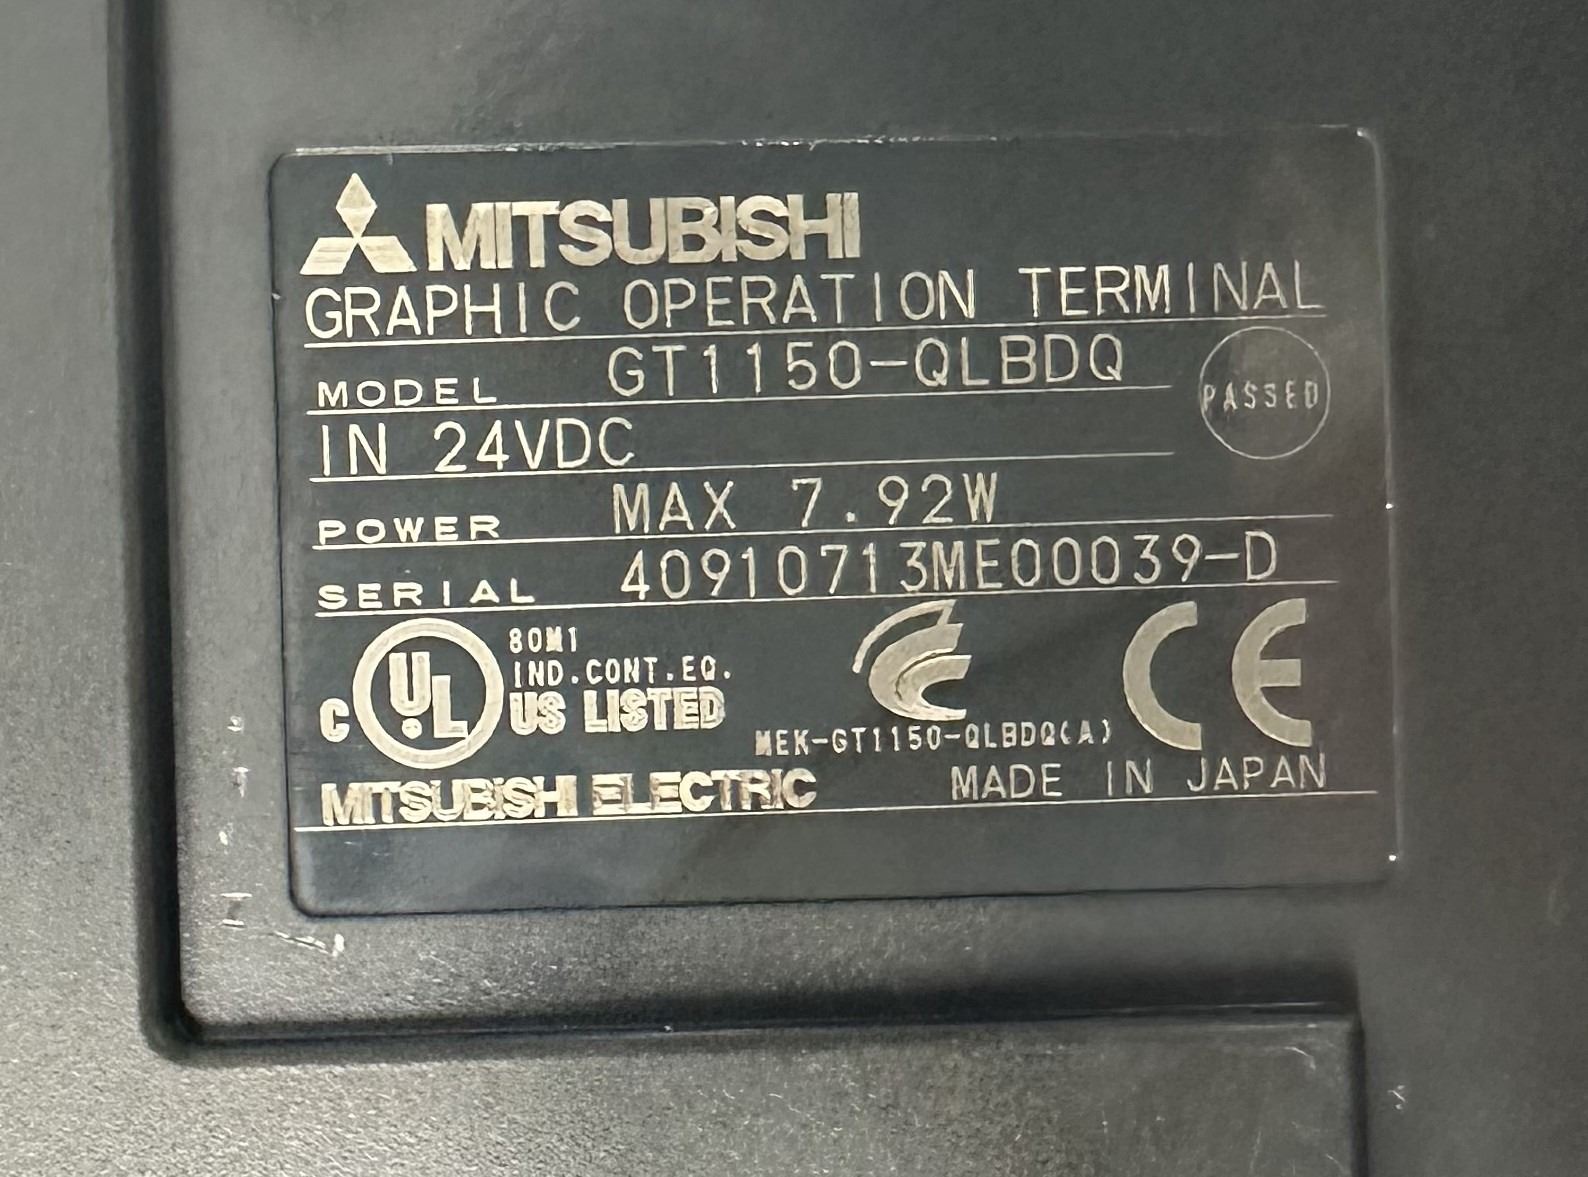 MITSUBISHI
GRAPHIC OPERATION TERMINAL
MODEL GT1150-QLBDQ
PASSED
IN 24VDC
POWER MAX 7.92W
SERIAL 40910713ME00039-D
80M1
IND.CONT.EQ.
C UL US LISTED
MEK-GT1150-QLBDQ(A)
CE
MITSUBISHI ELECTRIC MADE IN JAPAN